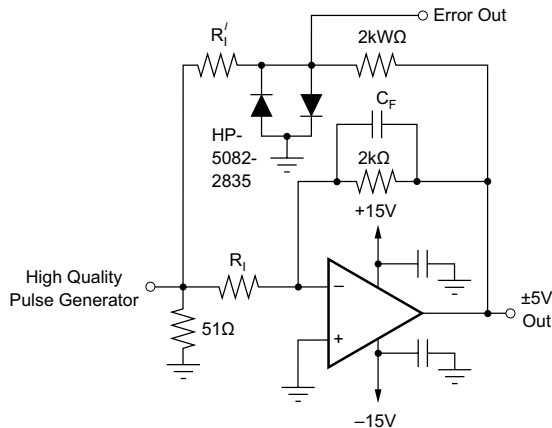 Error Out
R'I
2kWΩ
CF
HP-
5082-
2835
2kΩ
+15V
RI
High Quality
Pulse Generator
51Ω
−
+
±5V
Out
–15V